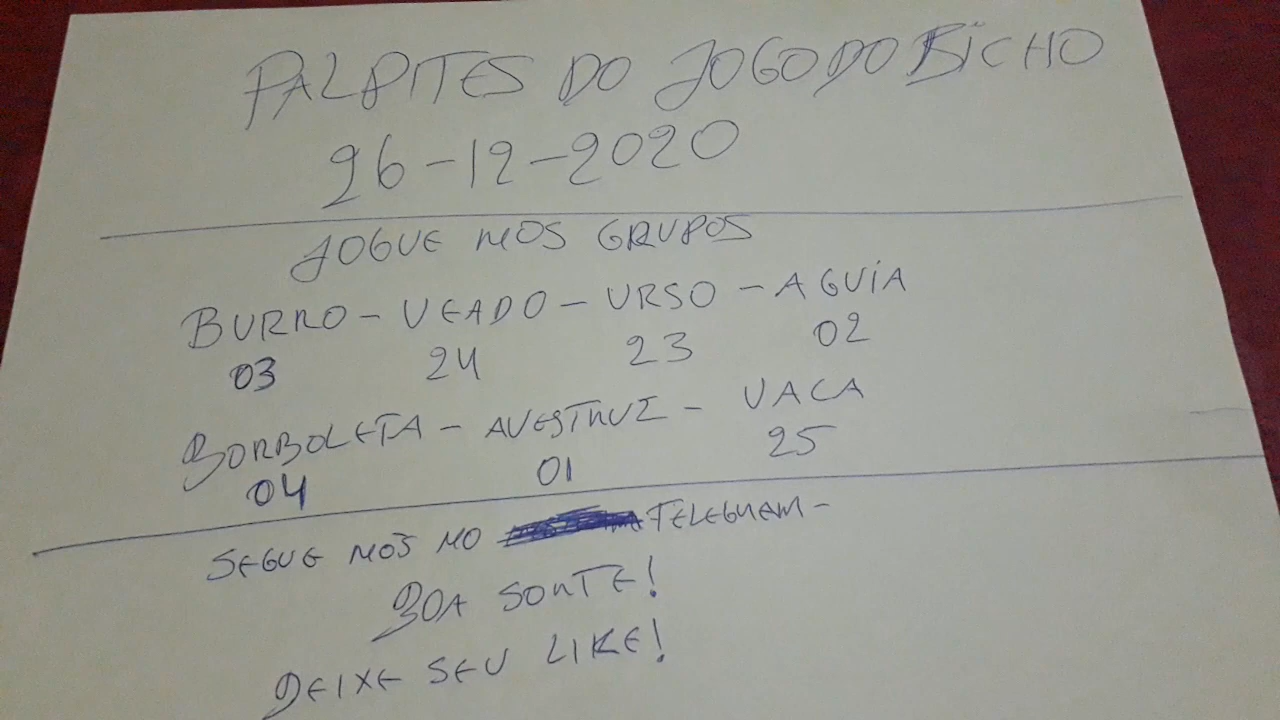 PALPITES DO JOGO DO BICHO
26-12-2020
JOGUE NOS GRUPOS
BURRO - VEADO - URSO - AGUIA
03 24 23 02
BORBOLETA - AVESTRUZ - VACA
04 01 25
SEGUE NOS NO TELEGRAM -
BOA SORTE!
DEIXE SEU LIKE!